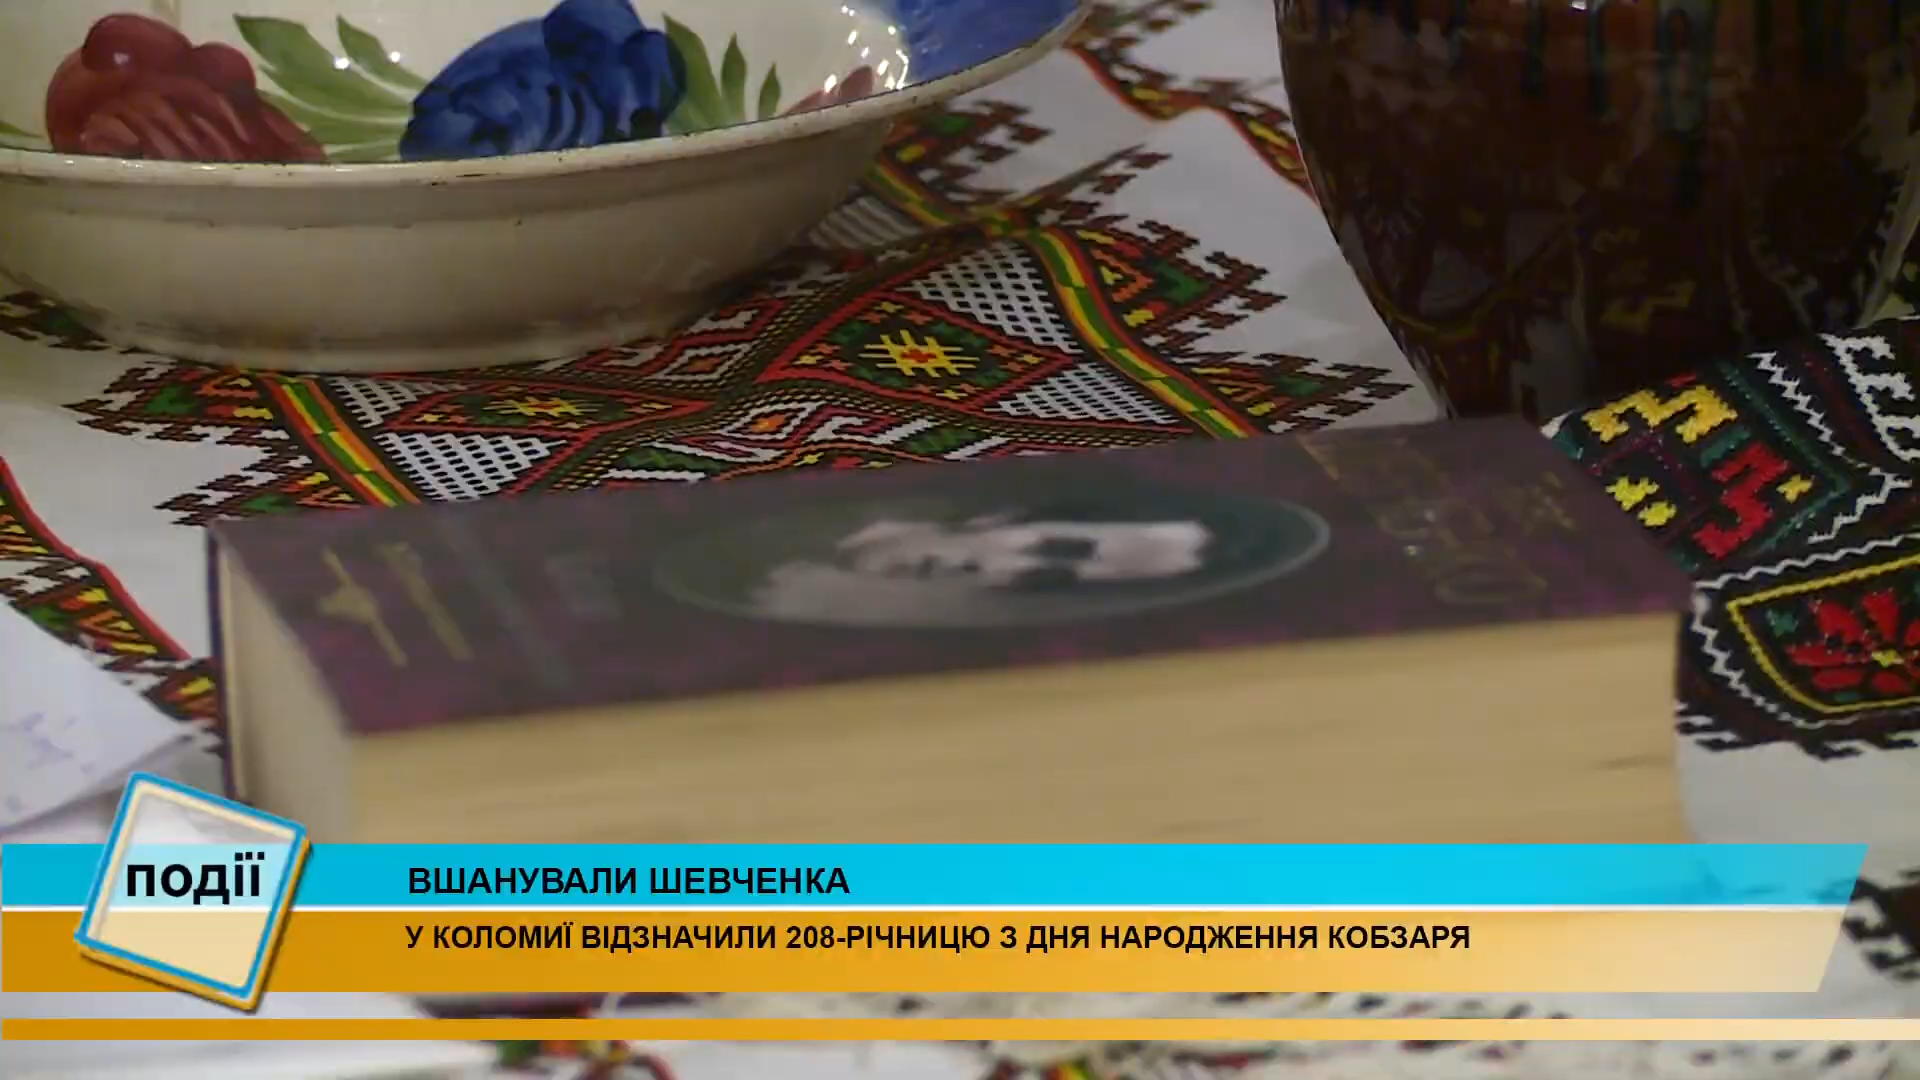 події
ВШАНУВАЛИ ШЕВЧЕНКА
У КОЛОМИЇ ВІДЗНАЧИЛИ 208-РІЧНИЦЮ З ДНЯ НАРОДЖЕННЯ КОБЗАРЯ